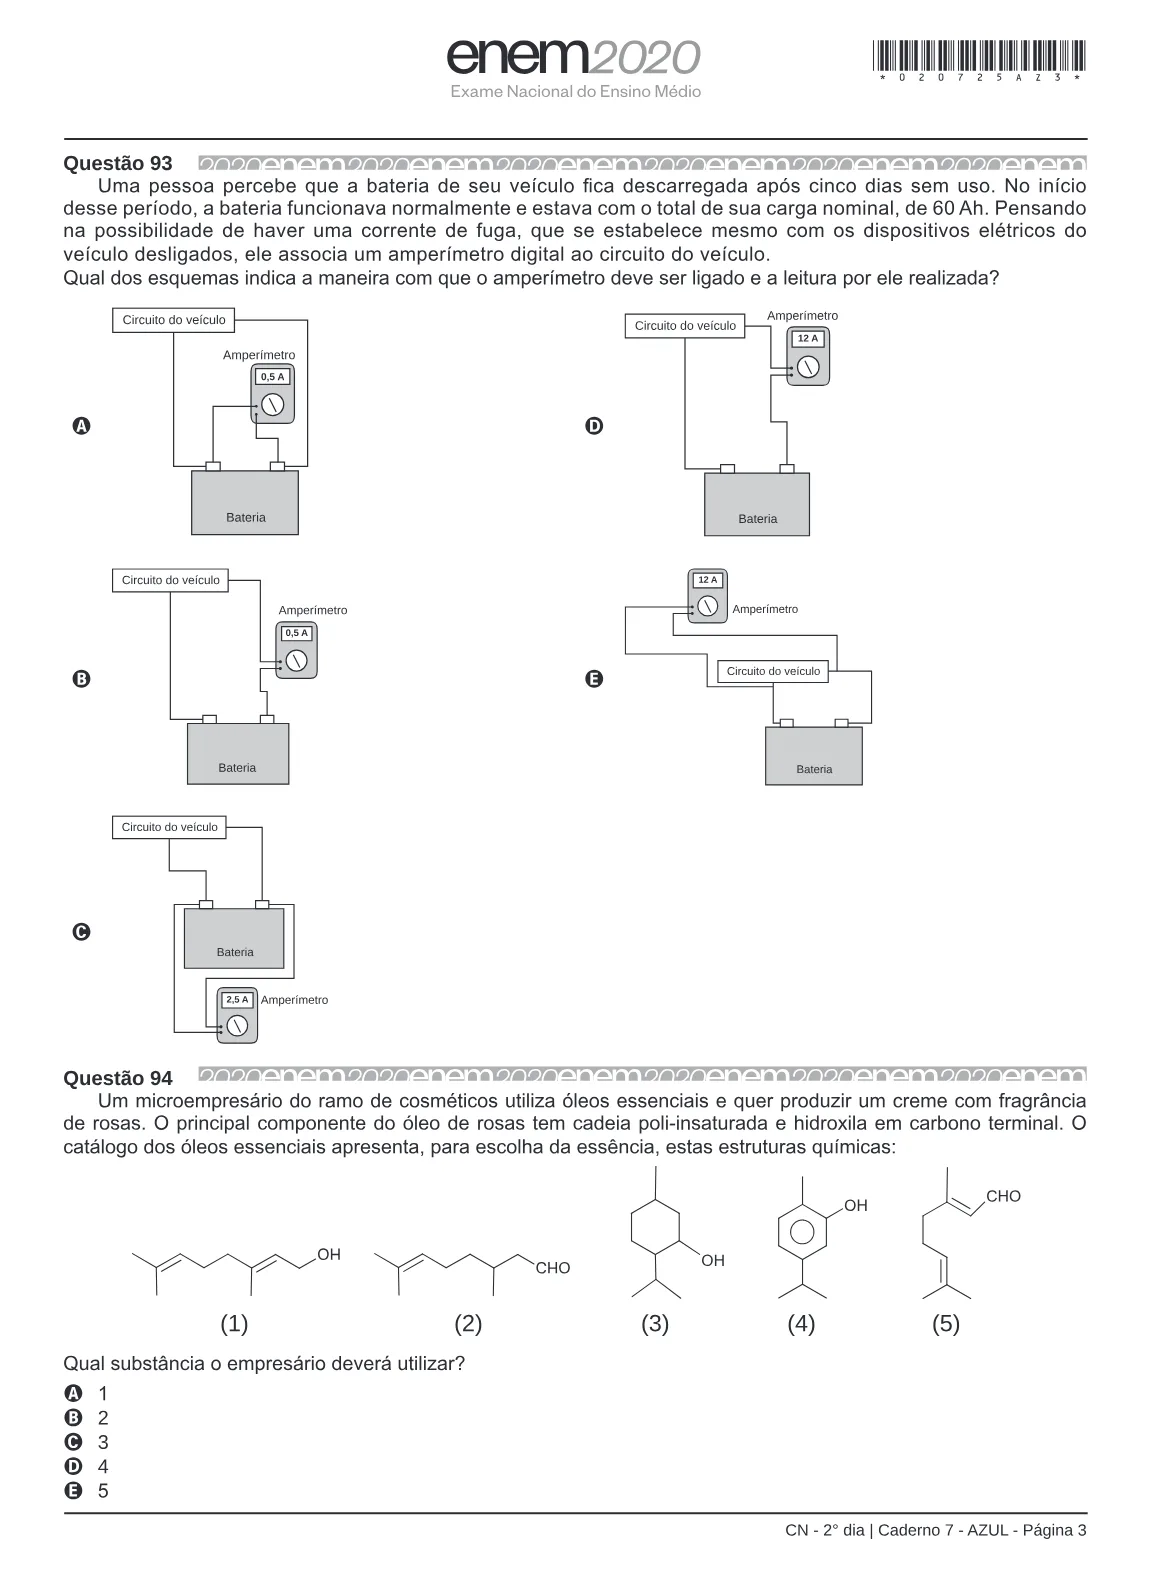 enem2020
Exame Nacional do Ensino Médio
*020725AZ3*
Questão 93
Uma pessoa percebe que a bateria de seu veículo fica descarregada após cinco dias sem uso. No início
desse período, a bateria funcionava normalmente e estava com o total de sua carga nominal, de 60 Ah. Pensando
na possibilidade de haver uma corrente de fuga, que se estabelece mesmo com os dispositivos elétricos do
veículo desligados, ele associa um amperímetro digital ao circuito do veículo.
Qual dos esquemas indica a maneira com que o amperímetro deve ser ligado e a leitura por ele realizada?
A
Circuito do veículo
Amperímetro
0,5 A
Bateria
B
Circuito do veículo
Amperímetro
0,5 A
Bateria
C
Circuito do veículo
Bateria
2,5 A
Amperímetro
D
Circuito do veículo
Amperímetro
12 A
Bateria
E
12 A
Amperímetro
Circuito do veículo
Bateria
Questão 94
Um microempresário do ramo de cosméticos utiliza óleos essenciais e quer produzir um creme com fragrância
de rosas. O principal componente do óleo de rosas tem cadeia poli-insaturada e hidroxila em carbono terminal. O
catálogo dos óleos essenciais apresenta, para escolha da essência, estas estruturas químicas:
OH
CHO
OH
OH
CHO
(1) (2) (3) (4) (5)
Qual substância o empresário deverá utilizar?
A 1
B 2
C 3
D 4
E 5
CN - 2° dia | Caderno 7 - AZUL - Página 3